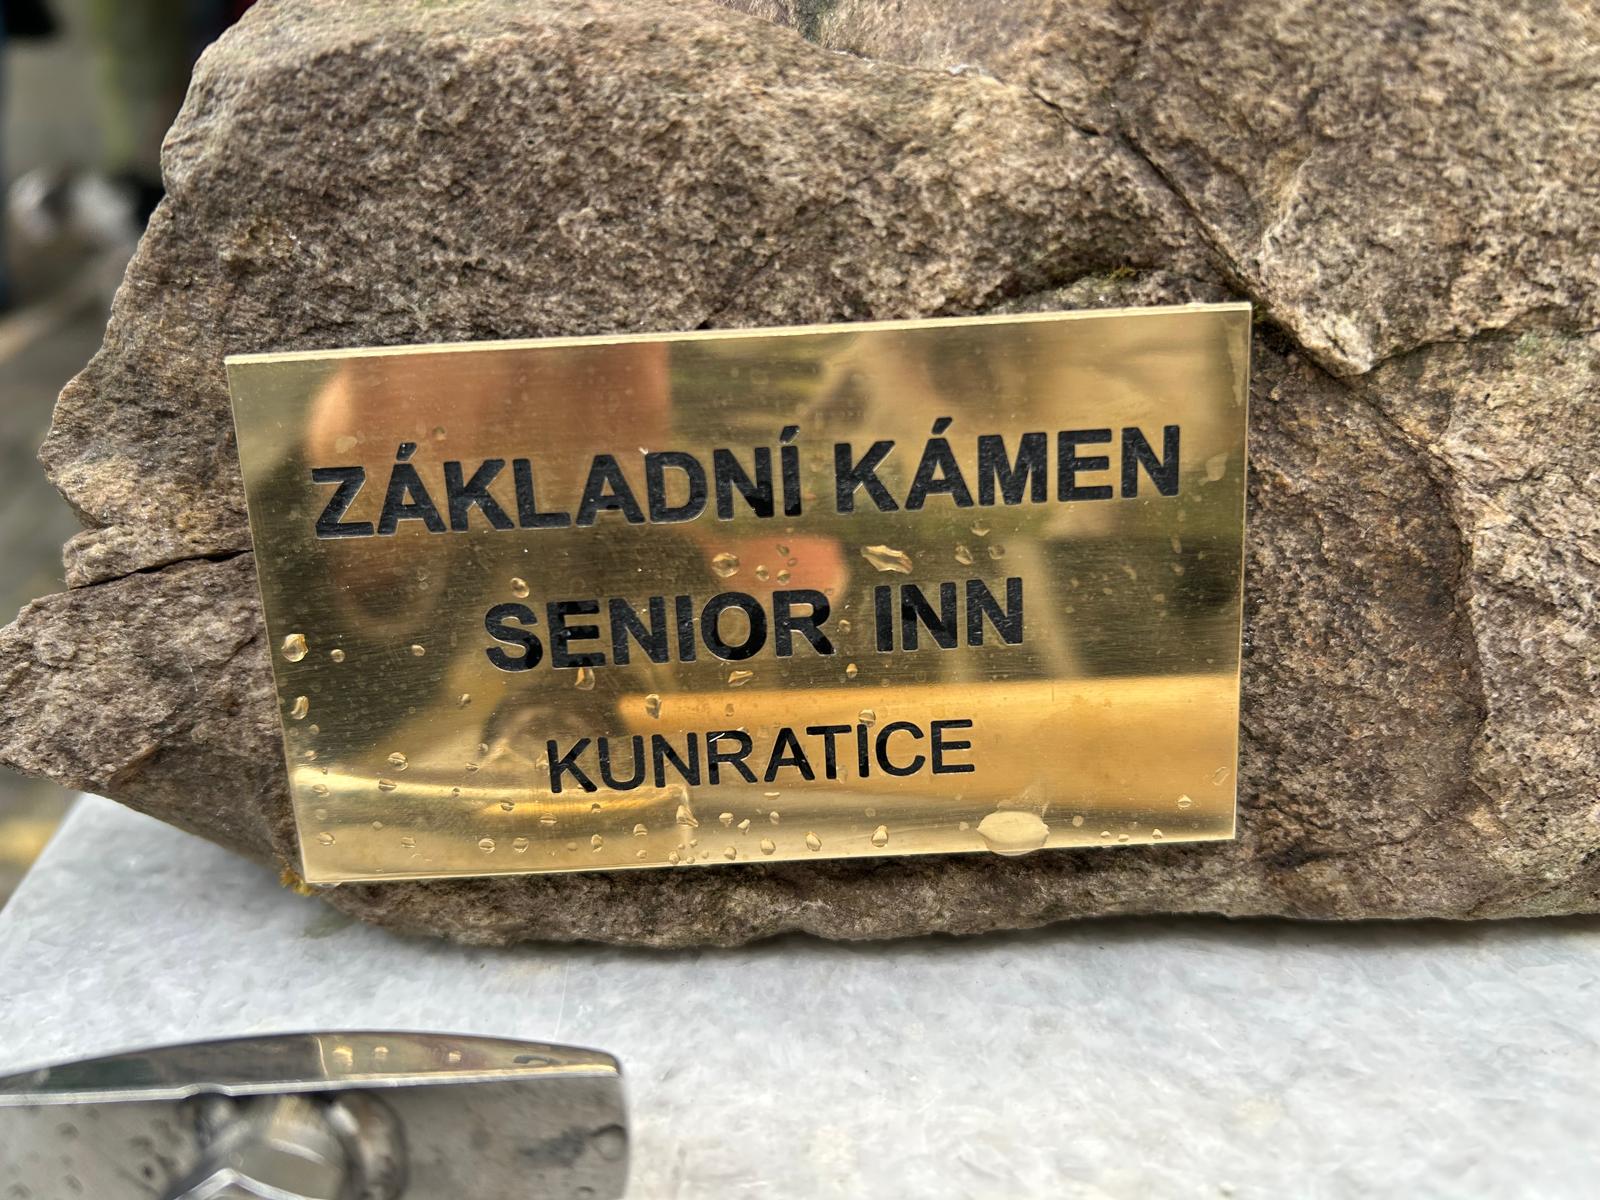 ZÁKLADNÍ KÁMEN
SENIOR INN
KUNRATICE